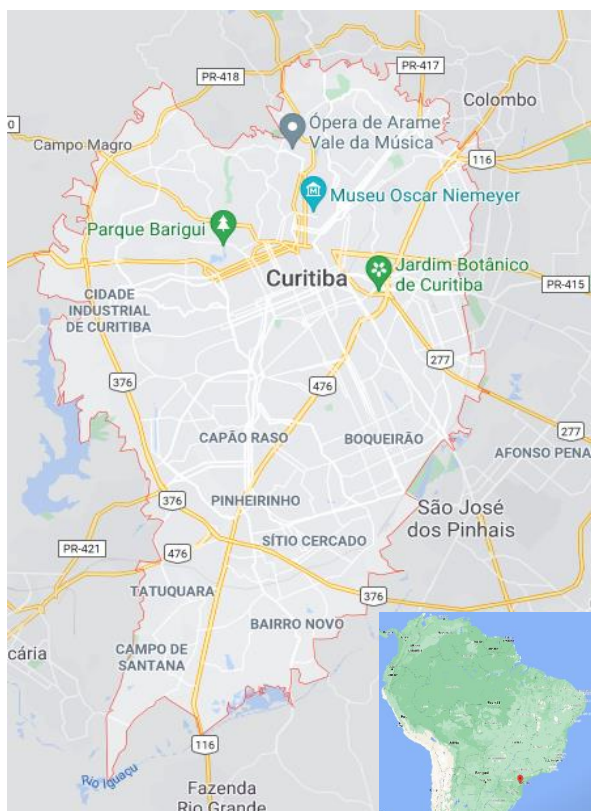 PR-418
PR-417
Colombo
0
Campo Magro
Ópera de Arame
Vale da Música
116
Museu Oscar Niemeyer
Parque Barigui
Curitiba
Jardim Botânico
de Curitiba
PR-415
CIDADE
INDUSTRIAL
DE CURITIBA
277
376
476
277
CAPÃO RASO
BOQUEIRÃO
AFONSO PENA
376
PINHEIRINHO
São José
dos Pinhais
PR-421
476
SÍTIO CERCADO
TATUQUARA
376
BAIRRO NOVO
CAMPO DE
SANTANA
cária
116
Rio Iguaçu
Fazenda
Rio Grande